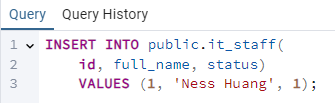 Query Query History
1 INSERT INTO public.it_staff(
2 id, full_name, status)
3 VALUES (1, 'Ness Huang', 1);